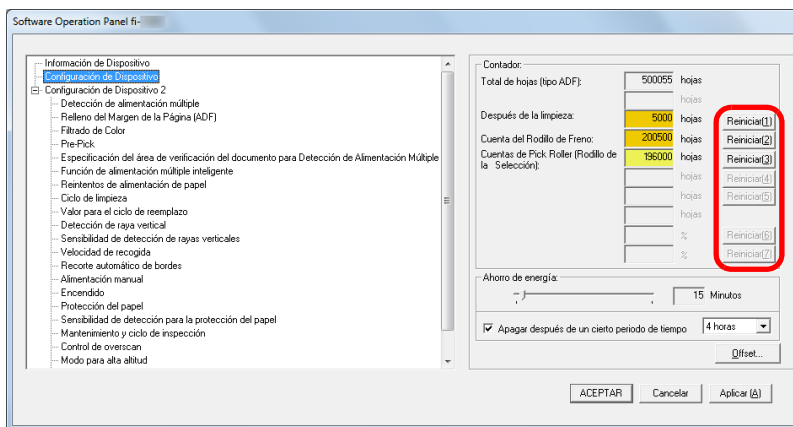 Software Operation Panel fi-
Información de Dispositivo
Configuración de Dispositivo
Configuración de Dispositivo 2
Detección de alimentación múltiple
Relleno del Margen de la Página (ADF)
Filtrado de Color
Pre-Pick
Especificación del área de verificación del documento para Detección de Alimentación Múltiple
Función de alimentación múltiple inteligente
Reintentos de alimentación de papel
Ciclo de limpieza
Valor para el ciclo de reemplazo
Detección de raya vertical
Sensibilidad de detección de rayas verticales
Velocidad de recogida
Recorte automático de bordes
Alimentación manual
Encendido
Protección del papel
Sensibilidad de detección para la protección del papel
Mantenimiento y ciclo de inspección
Control de overscan
Modo para alta altitud
Contador:
Total de hojas (tipo ADF): 500055 hojas
hojas
Después de la limpieza: 5000 hojas Reiniciar(1)
Cuenta del Rodillo de Freno: 200500 hojas Reiniciar(2)
Cuentas de Pick Roller (Rodillo de 196000 hojas Reiniciar(3)
la Selección):
hojas Reiniciar(4)
hojas Reiniciar(5)
hojas
% Reiniciar(6)
% Reiniciar(7)
Ahorro de energía:
15 Minutos
Apagar después de un cierto periodo de tiempo 4 horas
Offset...
ACEPTAR Cancelar Aplicar (A)